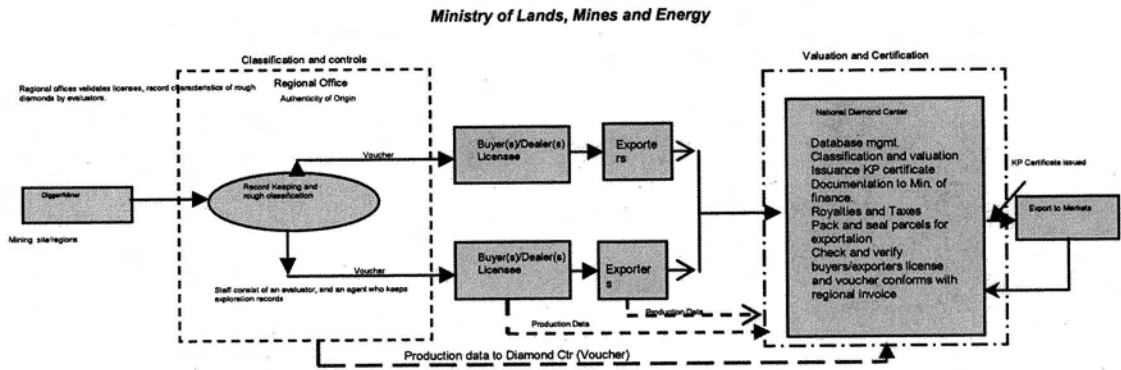 Ministry of Lands, Mines and Energy
Classification and controls
Valuation and Certification
Regional Office
Regional offices validates licenses, record characteristics of rough
diamonds by evaluators.
Authenticity of Origin
National Diamond Center
Database mgmt.
Classification and valuation
Issuance KP certificate
Documentation to Min. of
finance.
Royalties and Taxes
Pack and seal parcels for
exportation
Check and verify
buyers/exporters license
and voucher conforms with
regional invoice
Buyer(s)/Dealer(s)
Licensee
Exporte
rs
Voucher
KP Certificate issued
Digger/Miner
Record Keeping and
rough classification
Export to Markets
Mining site/regions
Buyer(s)/Dealer(s)
Licensee
Exporter
s
Voucher
Staff consist of an evaluator, and an agent who keeps
exploration records
Production Data
Production Data
Production data to Diamond Ctr (Voucher)